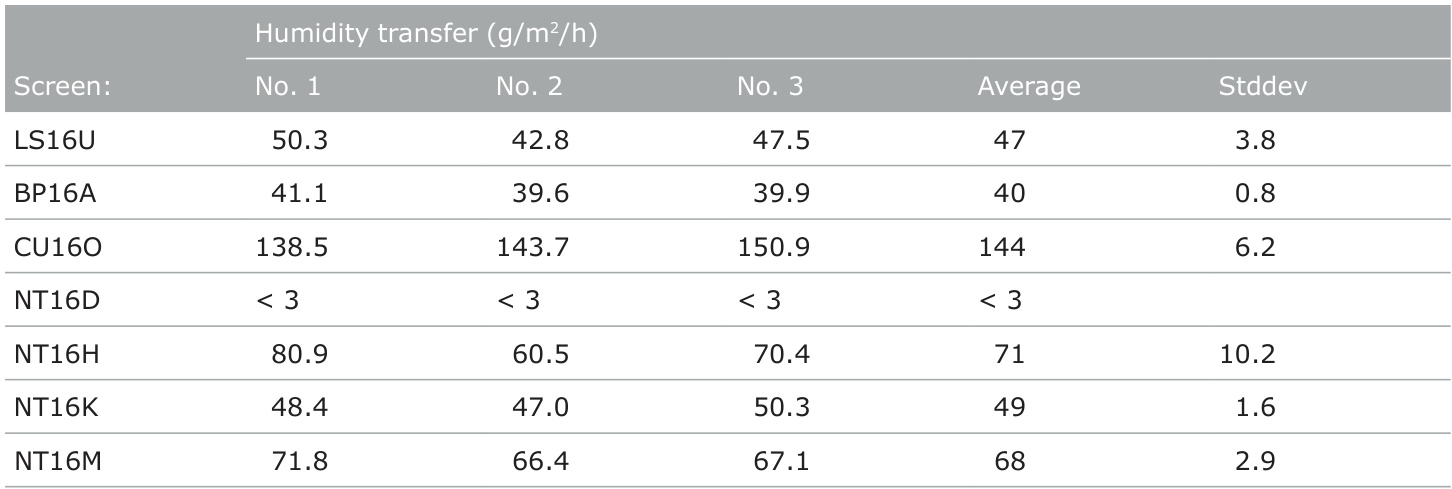 Humidity transfer (g/m²/h)
Screen: No. 1 No. 2 No. 3 Average Stddev
LS16U 50.3 42.8 47.5 47 3.8
BP16A 41.1 39.6 39.9 40 0.8
CU16O 138.5 143.7 150.9 144 6.2
NT16D < 3 < 3 < 3 < 3
NT16H 80.9 60.5 70.4 71 10.2
NT16K 48.4 47.0 50.3 49 1.6
NT16M 71.8 66.4 67.1 68 2.9